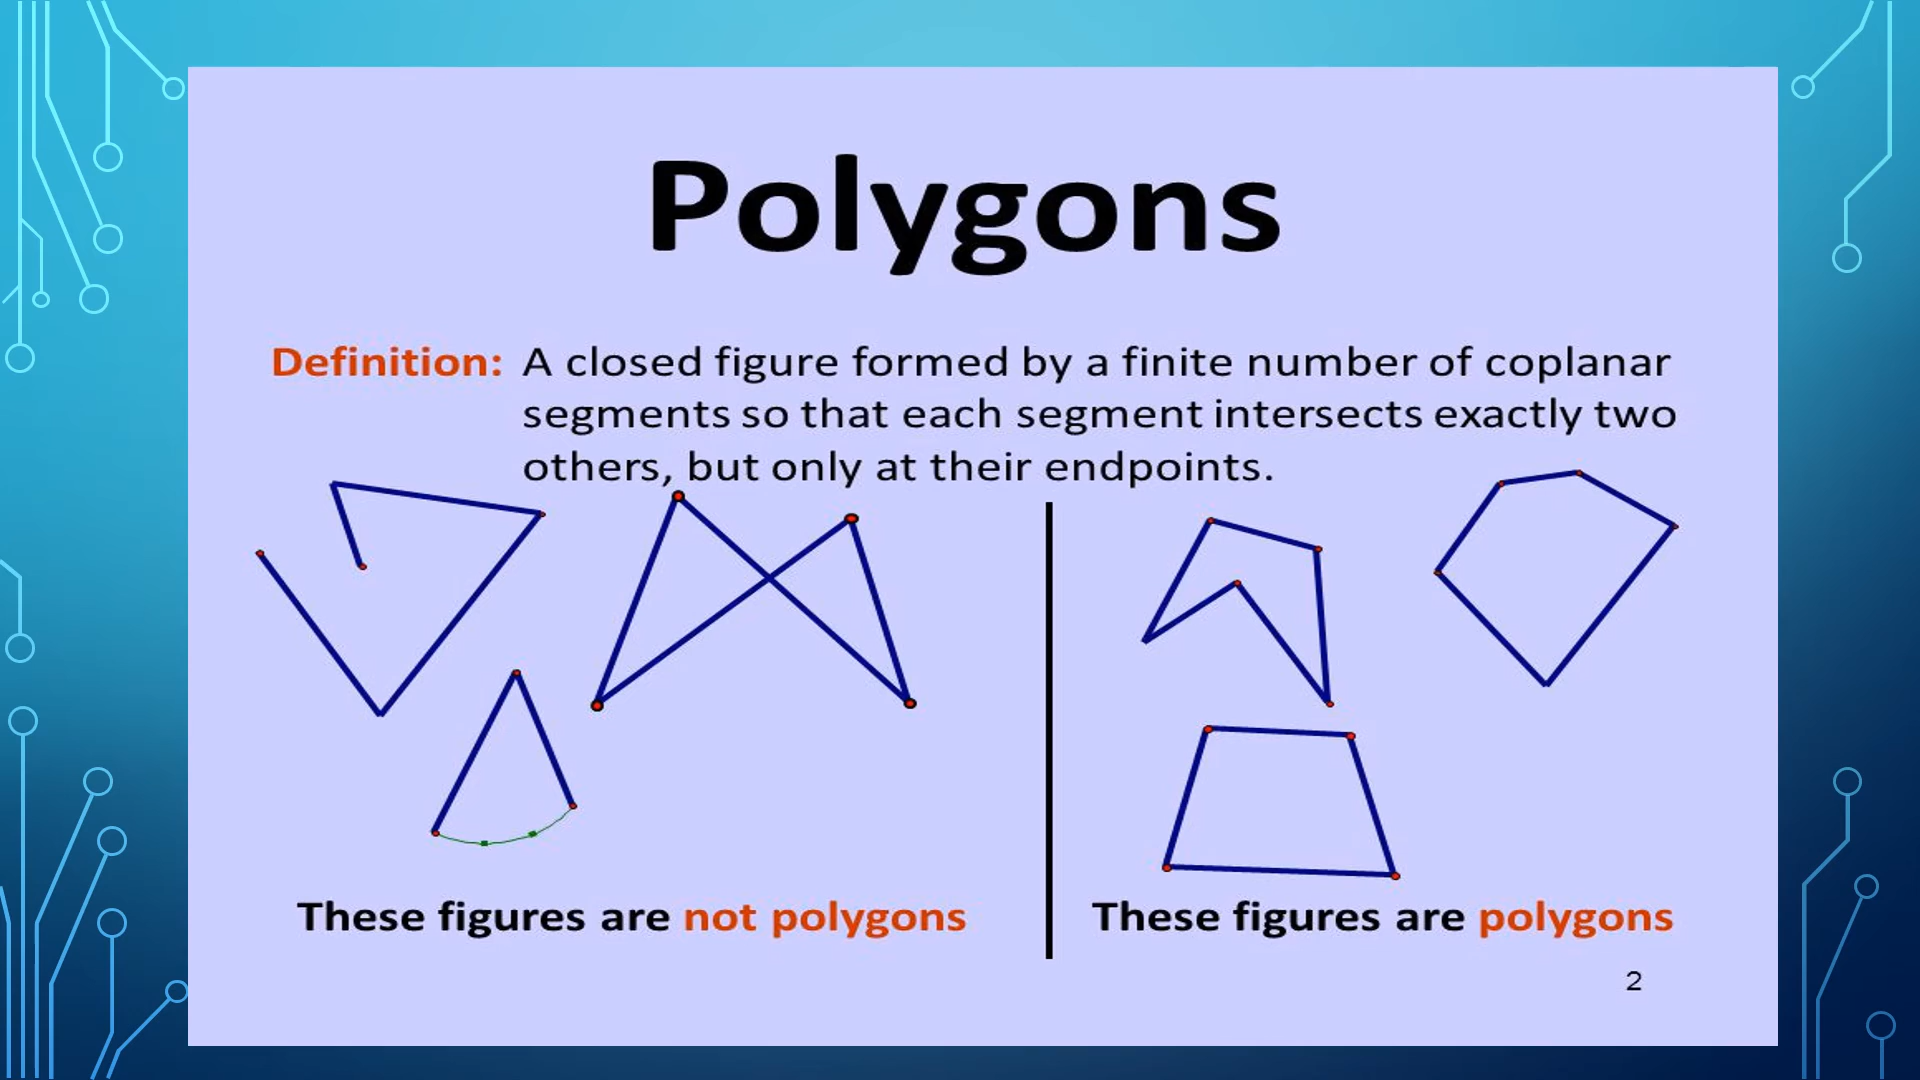 Polygons
Definition: A closed figure formed by a finite number of coplanar
segments so that each segment intersects exactly two
others, but only at their endpoints.
These figures are not polygons
These figures are polygons
2